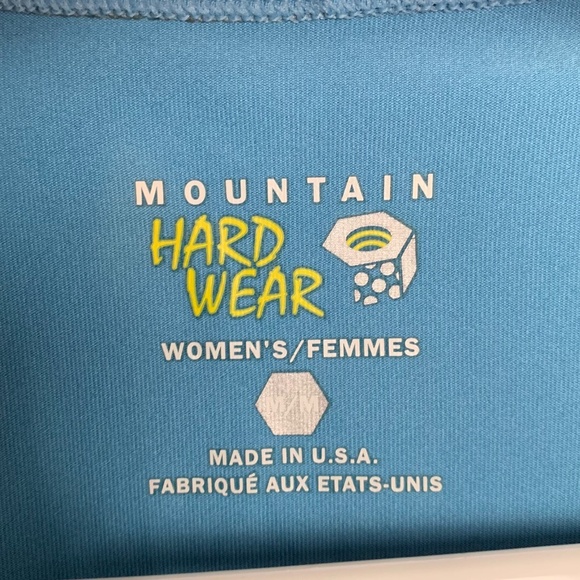 MOUNTAIN
HARD
WEAR
WOMEN'S/FEMMES
M/M
MADE IN U.S.A.
FABRIQUÉ AUX ETATS-UNIS